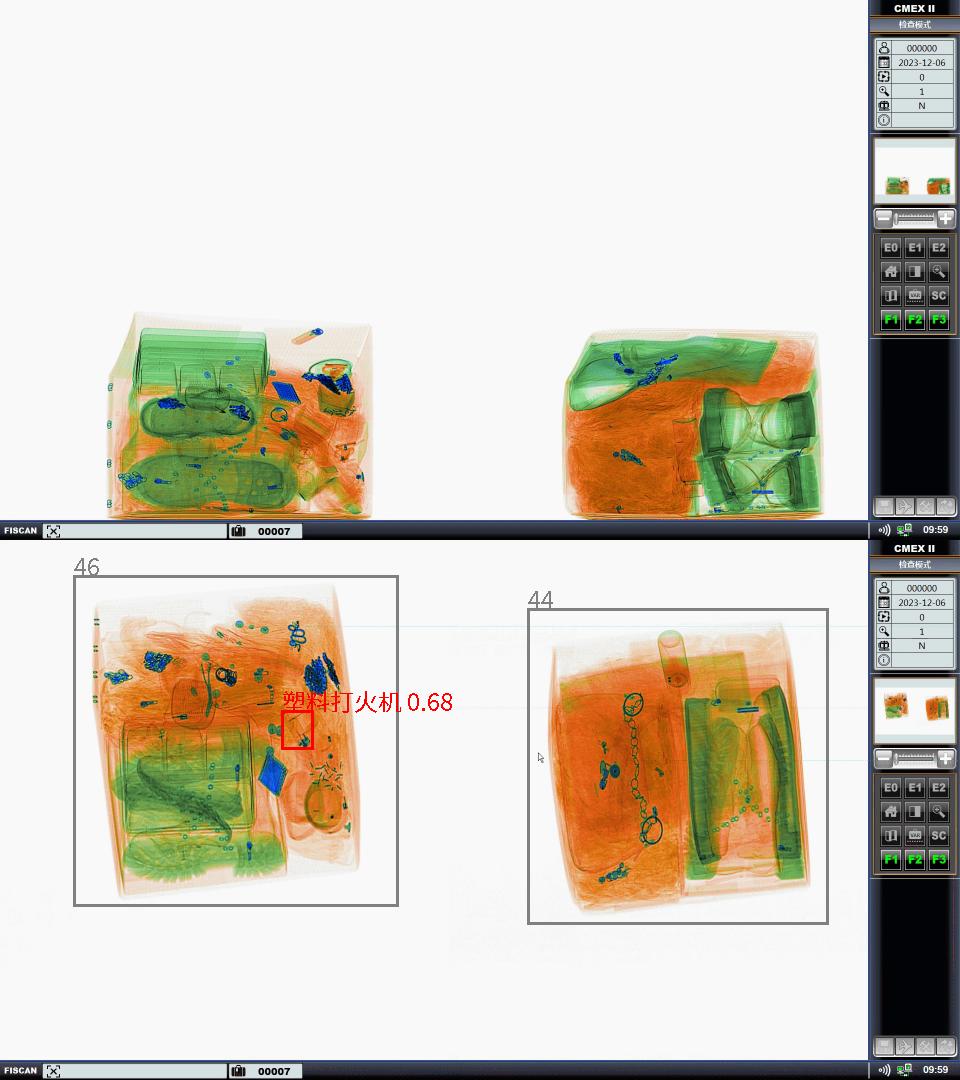 CMEX II
检查模式
000000
2023-12-06
0
1
N
E0 E1 E2
SC
F1 F2 F3
FISCAN
00007
09:59
46
44
塑料打火机 0.68
CMEX II
检查模式
000000
2023-12-06
0
1
N
E0 E1 E2
SC
F1 F2 F3
FISCAN
00007
09:59